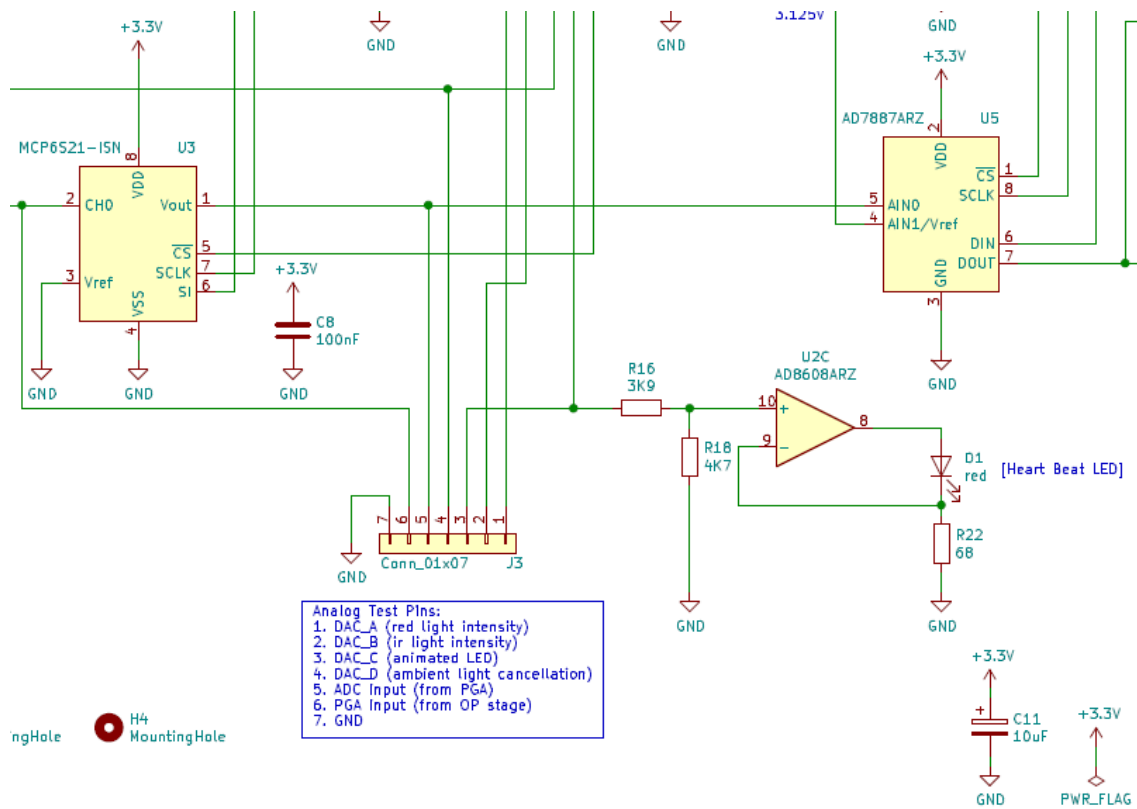 +3.3V
GND
GND
3.125V
GND
+3.3V
MCP6S21-ISN
U3
8
VDD
2
CH0
Vout
1
CS
5
SCLK
7
SI
6
3
Vref
VSS
4
GND
GND
+3.3V
C8
100nF
GND
AD7887ARZ
U5
2
VDD
CS
1
SCLK
8
5
AIN0
4
AIN1/Vref
DIN
6
DOUT
7
GND
3
GND
R16
3K9
R18
4K7
GND
U2C
AD8608ARZ
10
+
9
-
8
D1
red
[Heart Beat LED]
R22
68
GND
7
6
5
4
3
2
1
GND
Conn_01x07
J3
Analog Test Pins:
1. DAC_A (red light intensity)
2. DAC_B (ir light intensity)
3. DAC_C (animated LED)
4. DAC_D (ambient light cancellation)
5. ADC Input (from PGA)
6. PGA Input (from OP stage)
7. GND
ngHole
H4
MountingHole
+3.3V
+
C11
10uF
GND
+3.3V
PWR_FLAG